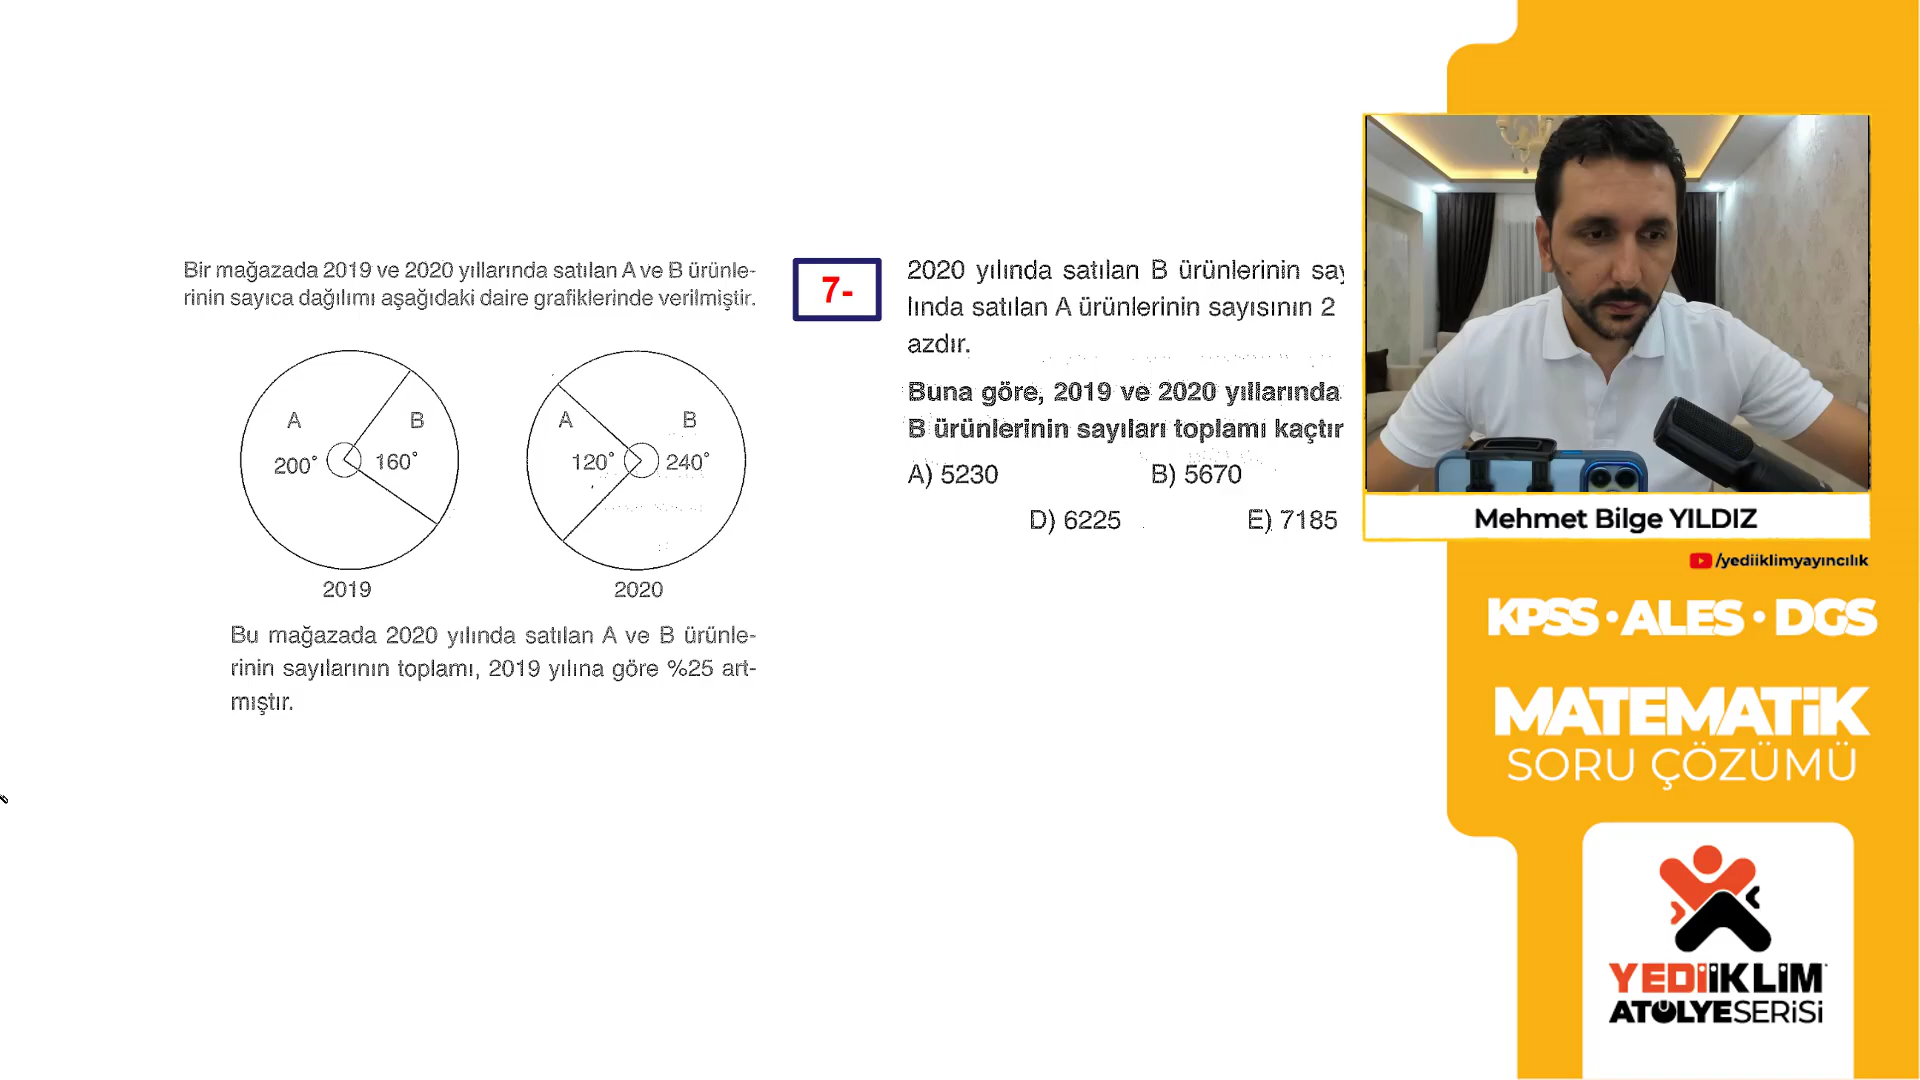 Bir mağazada 2019 ve 2020 yıllarında satılan A ve B ürünle-
rinin sayıca dağılımı aşağıdaki daire grafiklerinde verilmiştir.
A
B
200°
160°
2019
A
B
120°
240°
2020
Bu mağazada 2020 yılında satılan A ve B ürünle-
rinin sayılarının toplamı, 2019 yılına göre %25 art-
mıştır.
7-
2020 yılında satılan B ürünlerinin
lında satılan A ürünlerinin sayısının 2
azdır.
Buna göre, 2019 ve 2020 yıllarında
B ürünlerinin sayıları toplamı kaçtır
A) 5230
B) 5670
D) 6225
E) 7185
Mehmet Bilge YILDIZ
/yediiklimyayıncılık
KPSS • ALES • DGS
MATEMATİK
SORU ÇÖZÜMÜ
YEDİİKLİM
ATÖLYESERİSİ